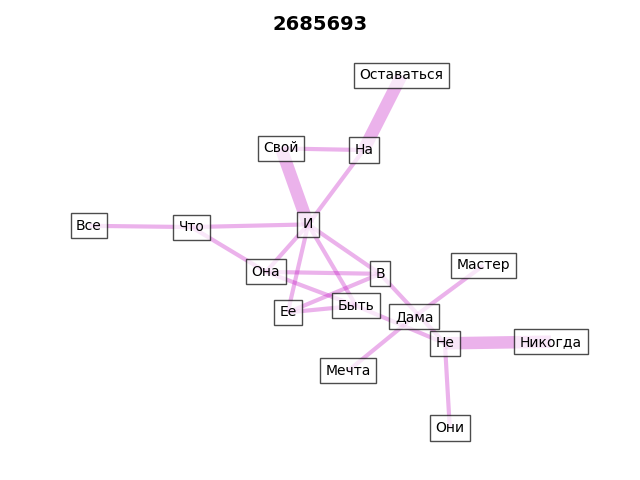 2685693
Оставаться
Свой
На
И
Все
Что
Она
В
Мастер
Ее
Быть
Дама
Не
Никогда
Мечта
Они